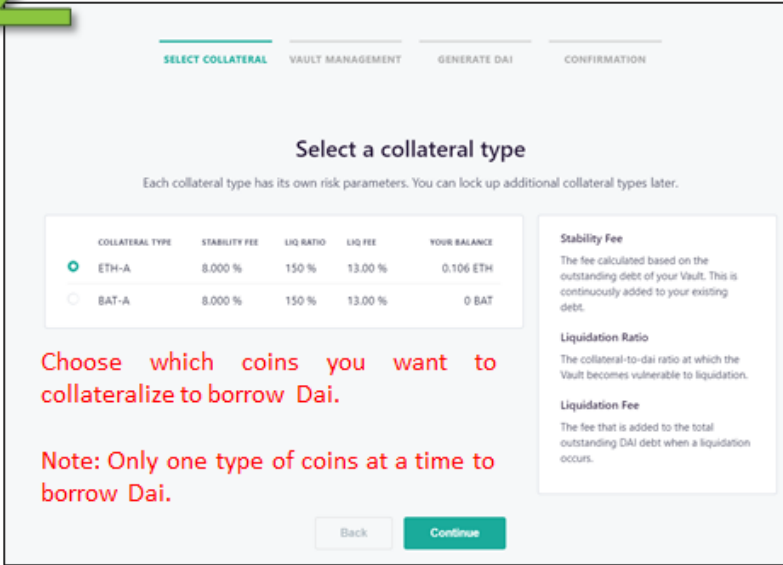 SELECT COLLATERAL VAULT MANAGEMENT GENERATE DAI CONFIRMATION
Select a collateral type
Each collateral type has its own risk parameters. You can lock up additional collateral types later.
COLLATERAL TYPE STABILITY FEE LIQ RATIO LIQ FEE YOUR BALANCE
ETH-A 8.000 % 150 % 13.00 % 0.106 ETH
BAT-A 8.000 % 150 % 13.00 % 0 BAT
Stability Fee
The fee calculated based on the
outstanding debt of your Vault. This is
continuously added to your existing
debt.
Liquidation Ratio
The collateral-to-dai ratio at which the
Vault becomes vulnerable to liquidation.
Liquidation Fee
The fee that is added to the total
outstanding DAI debt when a liquidation
occurs.
Choose which coins you want to
collateralize to borrow Dai.
Note: Only one type of coins at a time to
borrow Dai.
Back Continue